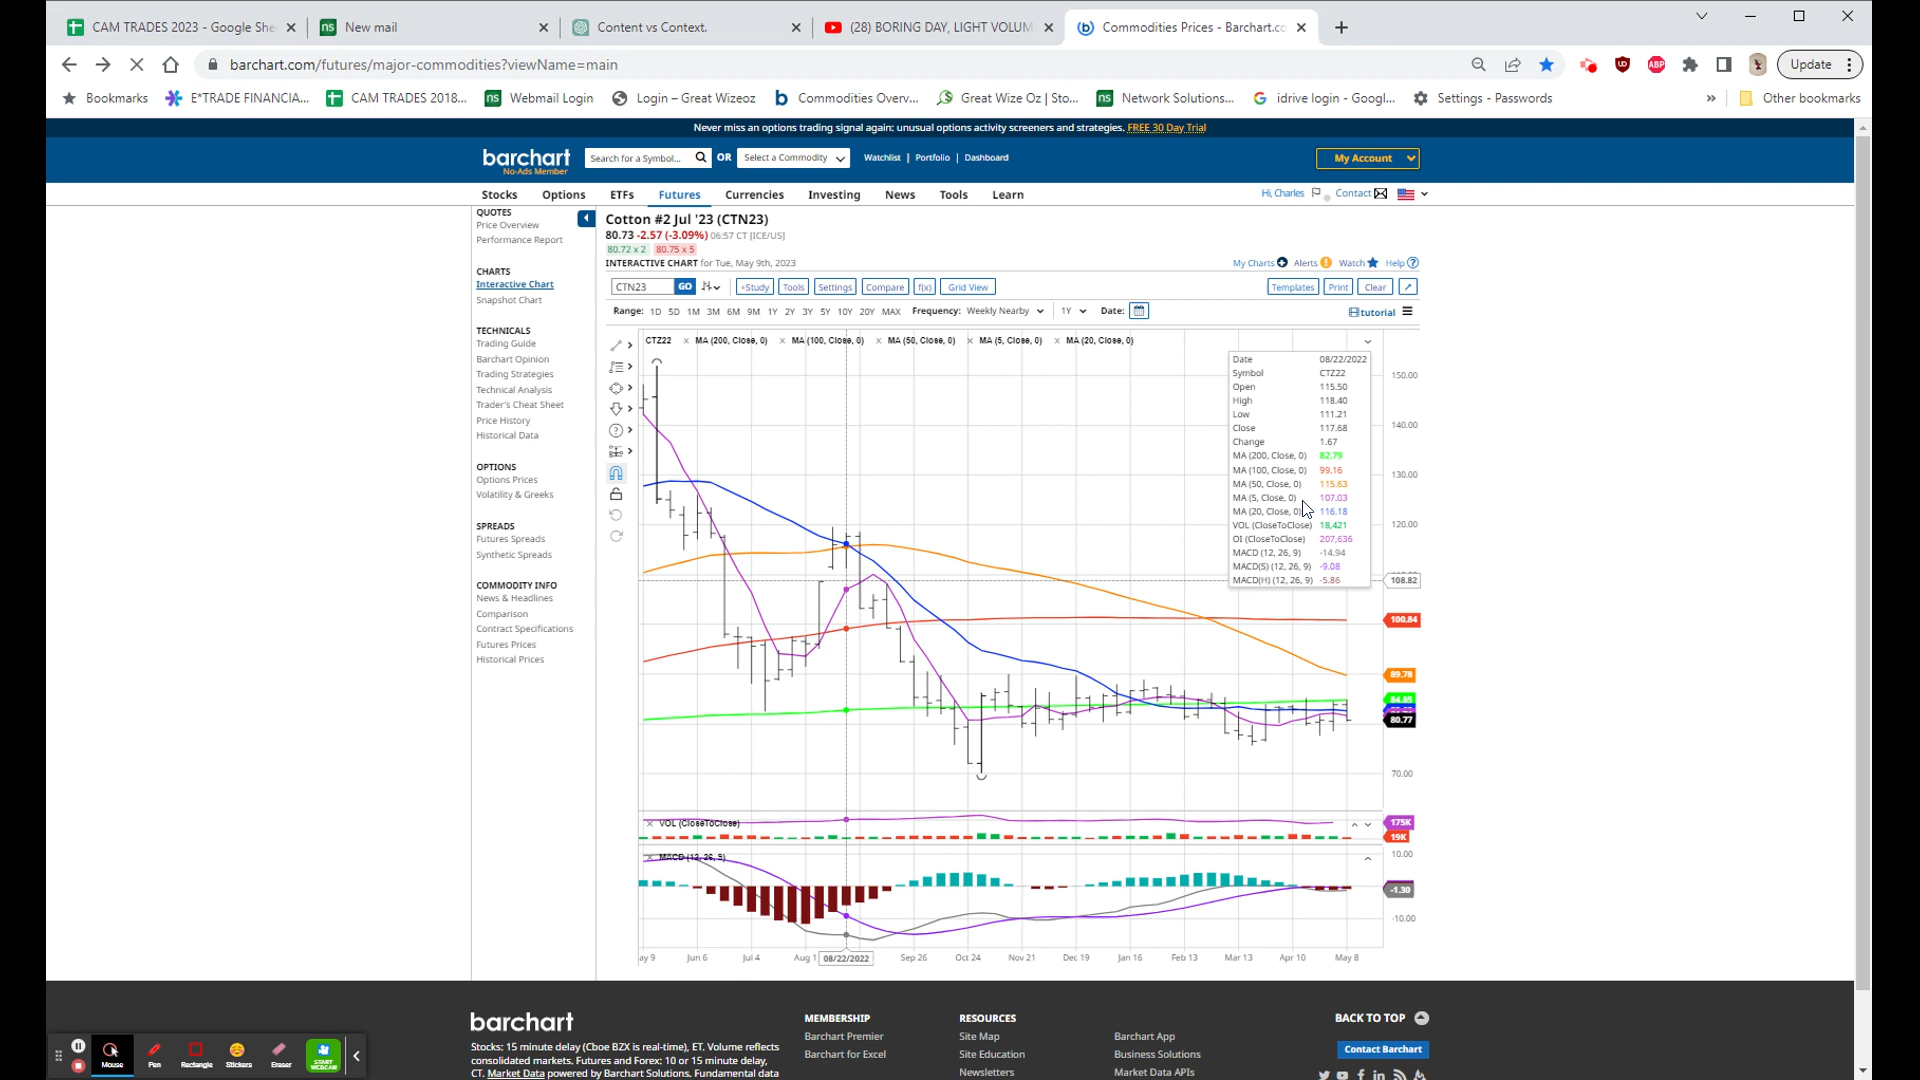 CAM TRADES 2023 - Google She
New mail
Content vs Context.
(28) BORING DAY, LIGHT VOLUM
Commodities Prices - Barchart.co
barchart.com/futures/major-commodities?viewName=main
Update
Bookmarks
E*TRADE FINANCIA...
CAM TRADES 2018...
Webmail Login
Login – Great Wizeoz
Commodities Overv...
Great Wize Oz | Sto...
Network Solutions...
idrive login - Googl...
Settings - Passwords
»
Other bookmarks
Never miss an options trading signal again: unusual options activity screeners and strategies. FREE 30 Day Trial
barchart
No-Ads Member
Search for a Symbol...
OR
Select a Commodity
Watchlist | Portfolio | Dashboard
My Account
Stocks Options ETFs Futures Currencies Investing News Tools Learn
Hi, Charles
Contact
QUOTES
Price Overview
Performance Report
CHARTS
Interactive Chart
Snapshot Chart
TECHNICALS
Trading Guide
Barchart Opinion
Trading Strategies
Technical Analysis
Trader's Cheat Sheet
Price History
Historical Data
OPTIONS
Options Prices
Volatility & Greeks
SPREADS
Futures Spreads
Synthetic Spreads
COMMODITY INFO
News & Headlines
Comparison
Contract Specifications
Futures Prices
Historical Prices
Cotton #2 Jul '23 (CTN23)
80.73 -2.57 (-3.09%) 06:57 CT [ICE/US]
80.72 x 2 80.75 x 5
INTERACTIVE CHART for Tue, May 9th, 2023
My Charts Alerts Watch Help
CTN23 GO +Study Tools Settings Compare f(x) Grid View
Templates Print Clear
Range: 1D 5D 1M 3M 6M 9M 1Y 2Y 3Y 5Y 10Y 20Y MAX Frequency: Weekly Nearby 1Y Date:
tutorial
CTZ22 × MA (200, Close, 0) × MA (100, Close, 0) × MA (50, Close, 0) × MA (5, Close, 0) × MA (20, Close, 0)
Date 08/22/2022
Symbol CTZ22
Open 115.50
High 118.40
Low 111.21
Close 117.68
Change 1.67
MA (200, Close, 0) 82.79
MA (100, Close, 0) 99.16
MA (50, Close, 0) 115.63
MA (5, Close, 0) 107.03
MA (20, Close, 0) 116.18
VOL (CloseToClose) 18,421
OI (CloseToClose) 207,636
MACD (12, 26, 9) -14.94
MACD(S) (12, 26, 9) -9.08
MACD(H) (12, 26, 9) -5.86
150.00
140.00
130.00
120.00
108.82
100.84
89.78
80.77
70.00
× VOL (CloseToClose)
175K
19K
× MACD (12, 26, 9)
10.00
-1.30
-10.00
ay 9 Jun 6 Jul 4 Aug 1 08/22/2022 Sep 26 Oct 24 Nov 21 Dec 19 Jan 16 Feb 13 Mar 13 Apr 10 May 8
barchart
Stocks: 15 minute delay (Cboe BZX is real-time), ET. Volume reflects
consolidated markets. Futures and Forex: 10 or 15 minute delay,
CT. Market Data powered by Barchart Solutions. Fundamental data
MEMBERSHIP
Barchart Premier
Barchart for Excel
RESOURCES
Site Map
Site Education
Newsletters
Barchart App
Business Solutions
Market Data APIs
BACK TO TOP
Contact Barchart
Mouse
Pen
Rectangle
Stickers
Eraser
START
WEBCAM